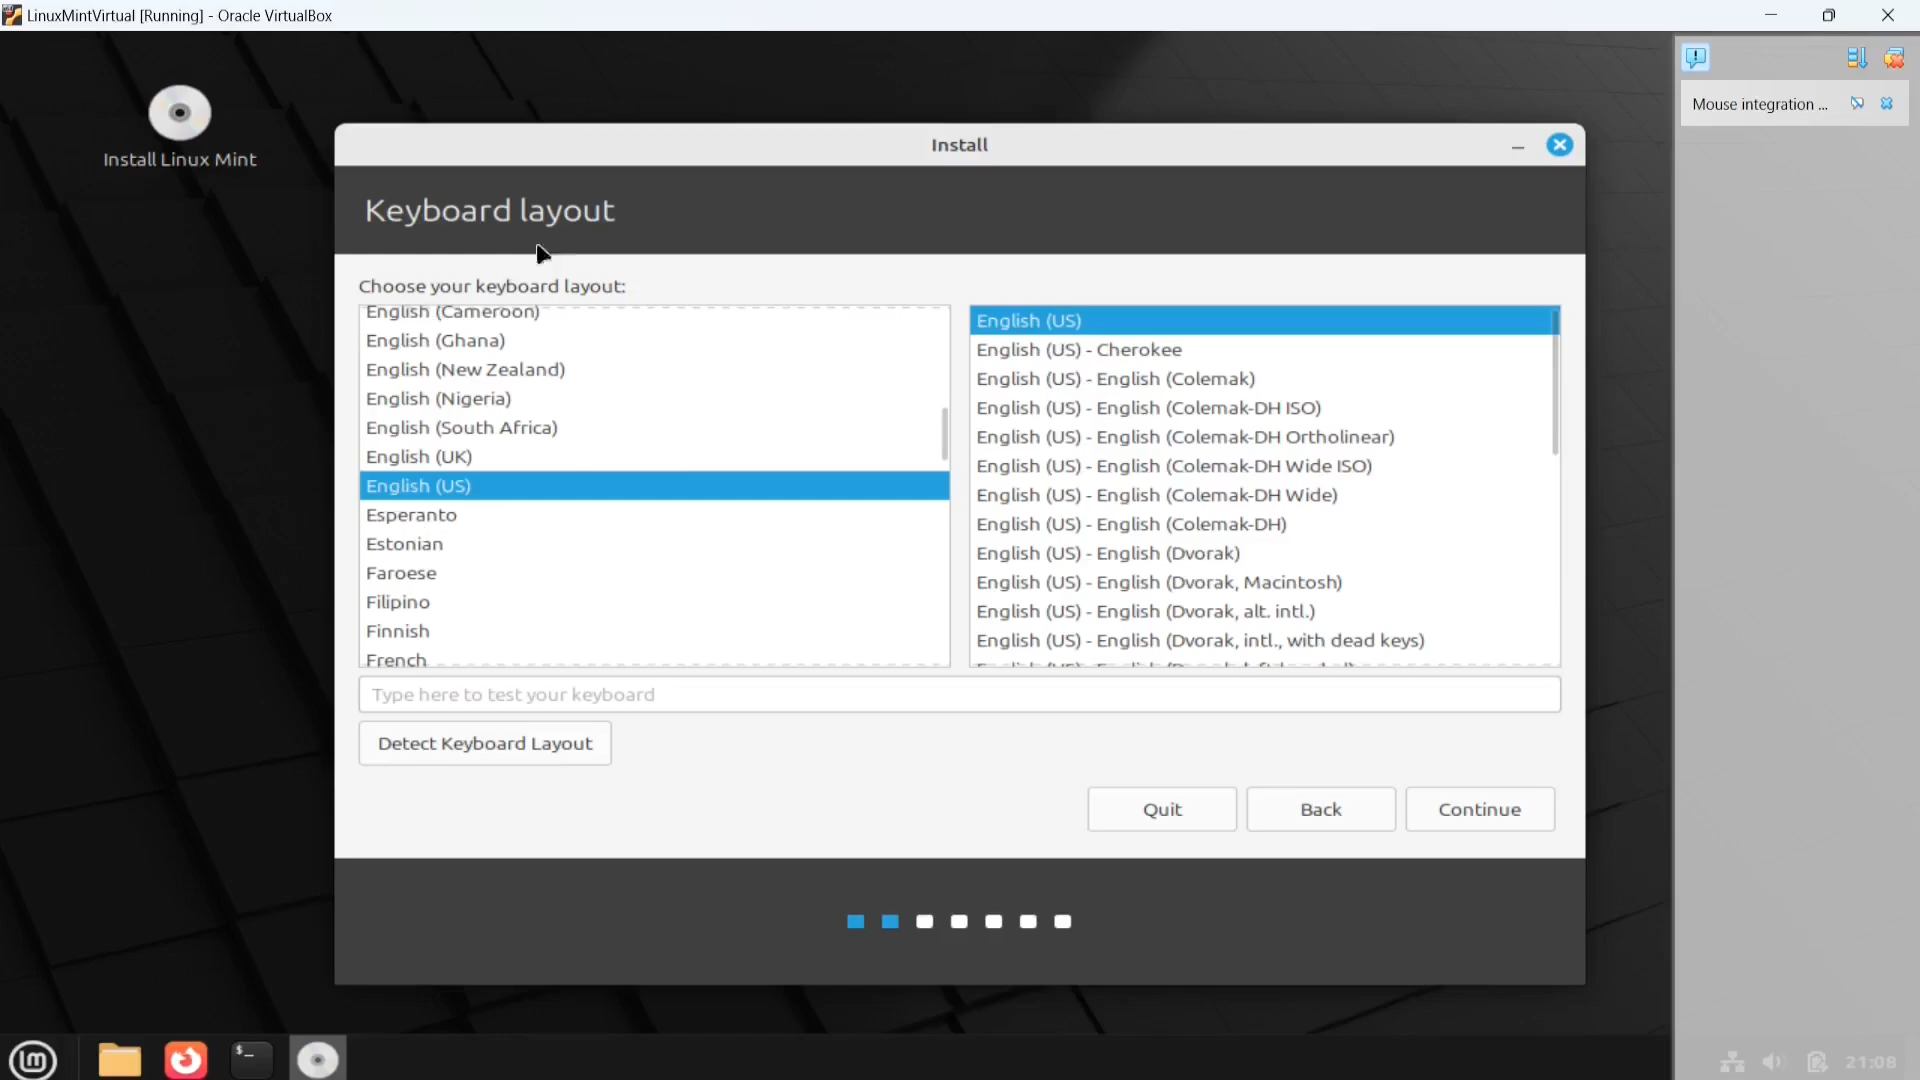 LinuxMintVirtual [Running] - Oracle VirtualBox
Mouse integration ...
Install Linux Mint
Install
Keyboard layout
Choose your keyboard layout:
English (Cameroon)
English (Ghana)
English (New Zealand)
English (Nigeria)
English (South Africa)
English (UK)
English (US)
Esperanto
Estonian
Faroese
Filipino
Finnish
French
English (US)
English (US) - Cherokee
English (US) - English (Colemak)
English (US) - English (Colemak-DH ISO)
English (US) - English (Colemak-DH Ortholinear)
English (US) - English (Colemak-DH Wide ISO)
English (US) - English (Colemak-DH Wide)
English (US) - English (Colemak-DH)
English (US) - English (Dvorak)
English (US) - English (Dvorak, Macintosh)
English (US) - English (Dvorak, alt. intl.)
English (US) - English (Dvorak, intl., with dead keys)
Type here to test your keyboard
Detect Keyboard Layout
Quit
Back
Continue
21:08